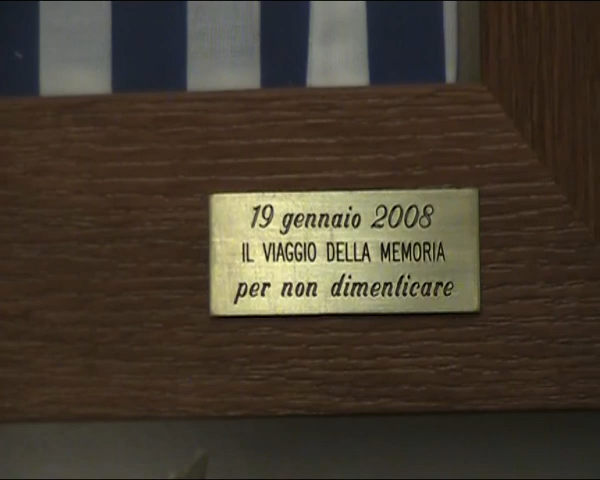 19 gennaio 2008
IL VIAGGIO DELLA MEMORIA
per non dimenticare